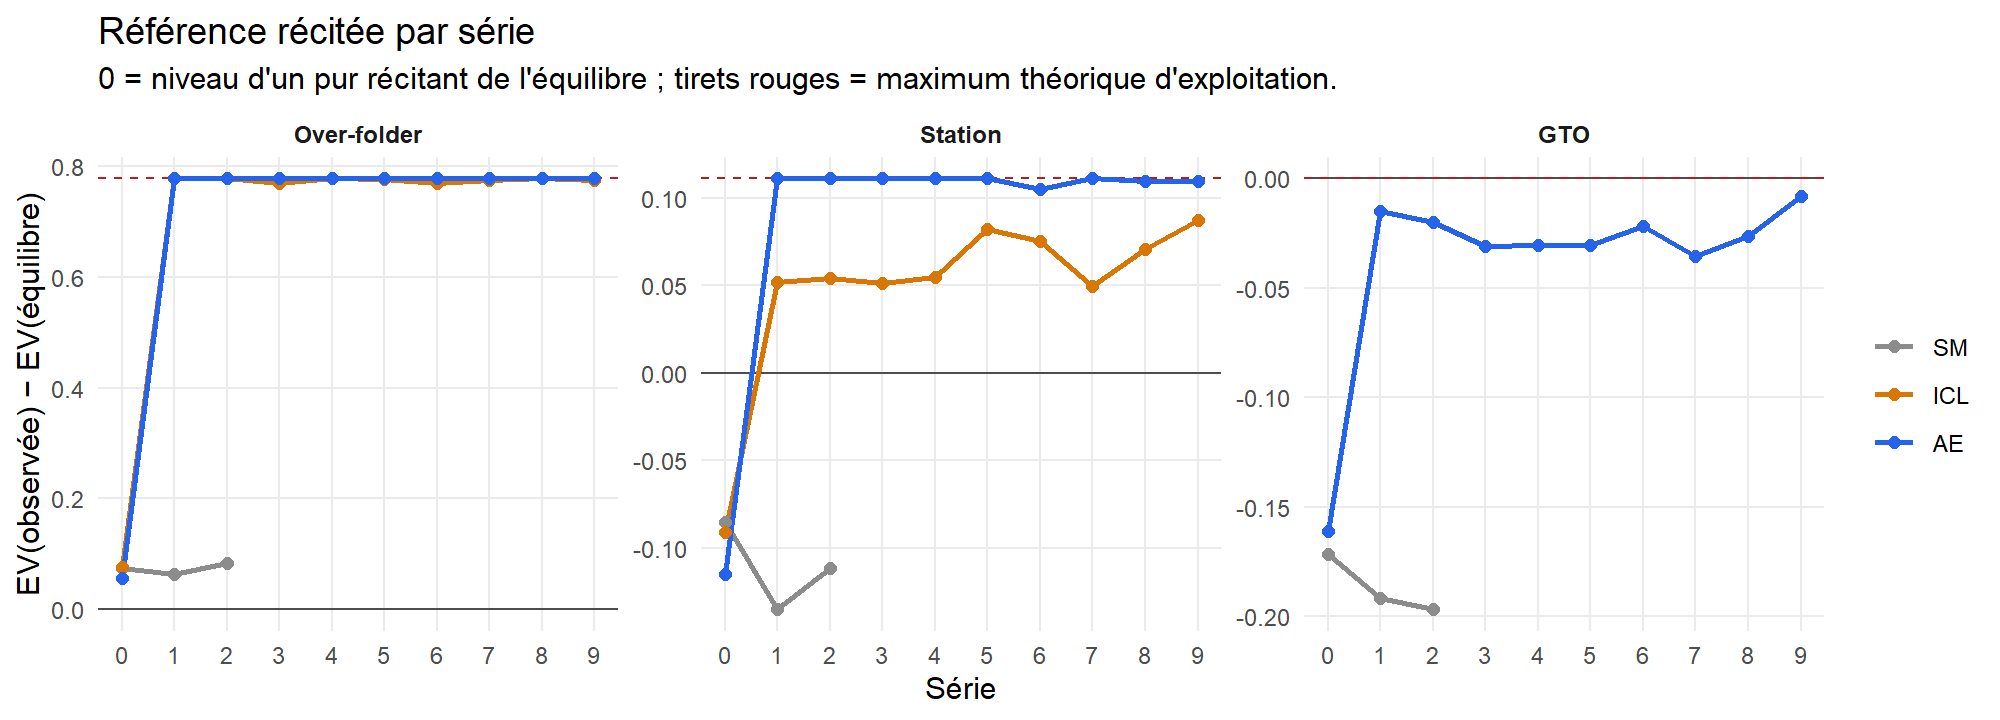 Référence récitée par série
0 = niveau d'un pur récitant de l'équilibre ; tirets rouges = maximum théorique d'exploitation.
Over-folder
Station
GTO
EV(observée) − EV(équilibre)
0.8
0.6
0.4
0.2
0.0
0.10
0.05
0.00
-0.05
-0.10
0.00
-0.05
-0.10
-0.15
-0.20
0 1 2 3 4 5 6 7 8 9
0 1 2 3 4 5 6 7 8 9
0 1 2 3 4 5 6 7 8 9
Série
SM
ICL
AE